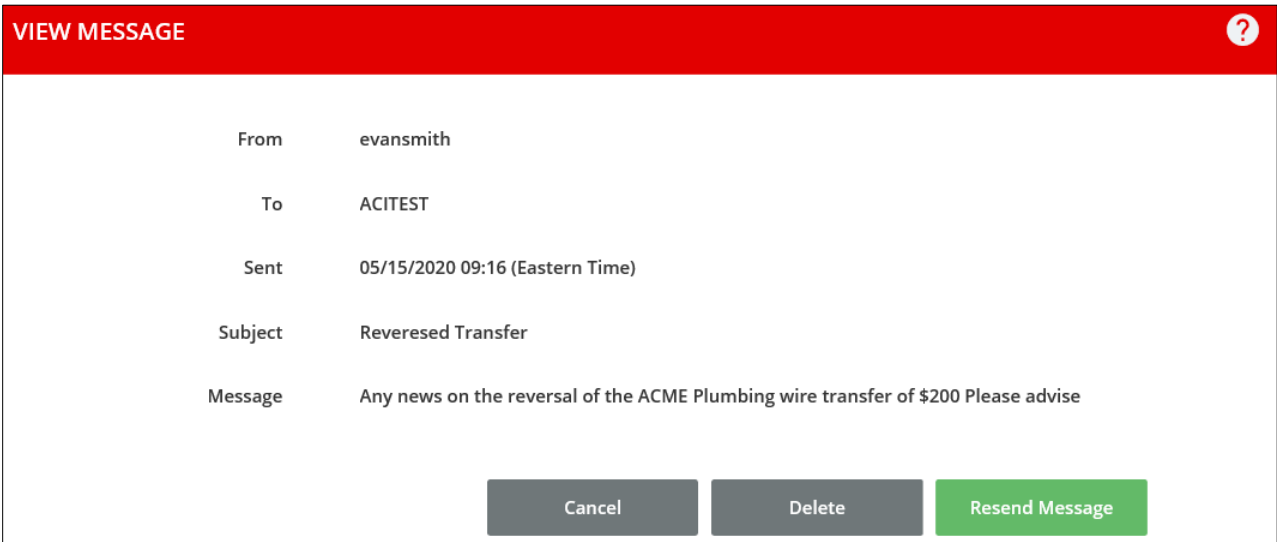 VIEW MESSAGE ?
From evansmith
To ACITEST
Sent 05/15/2020 09:16 (Eastern Time)
Subject Reveresed Transfer
Message Any news on the reversal of the ACME Plumbing wire transfer of $200 Please advise
Cancel Delete Resend Message